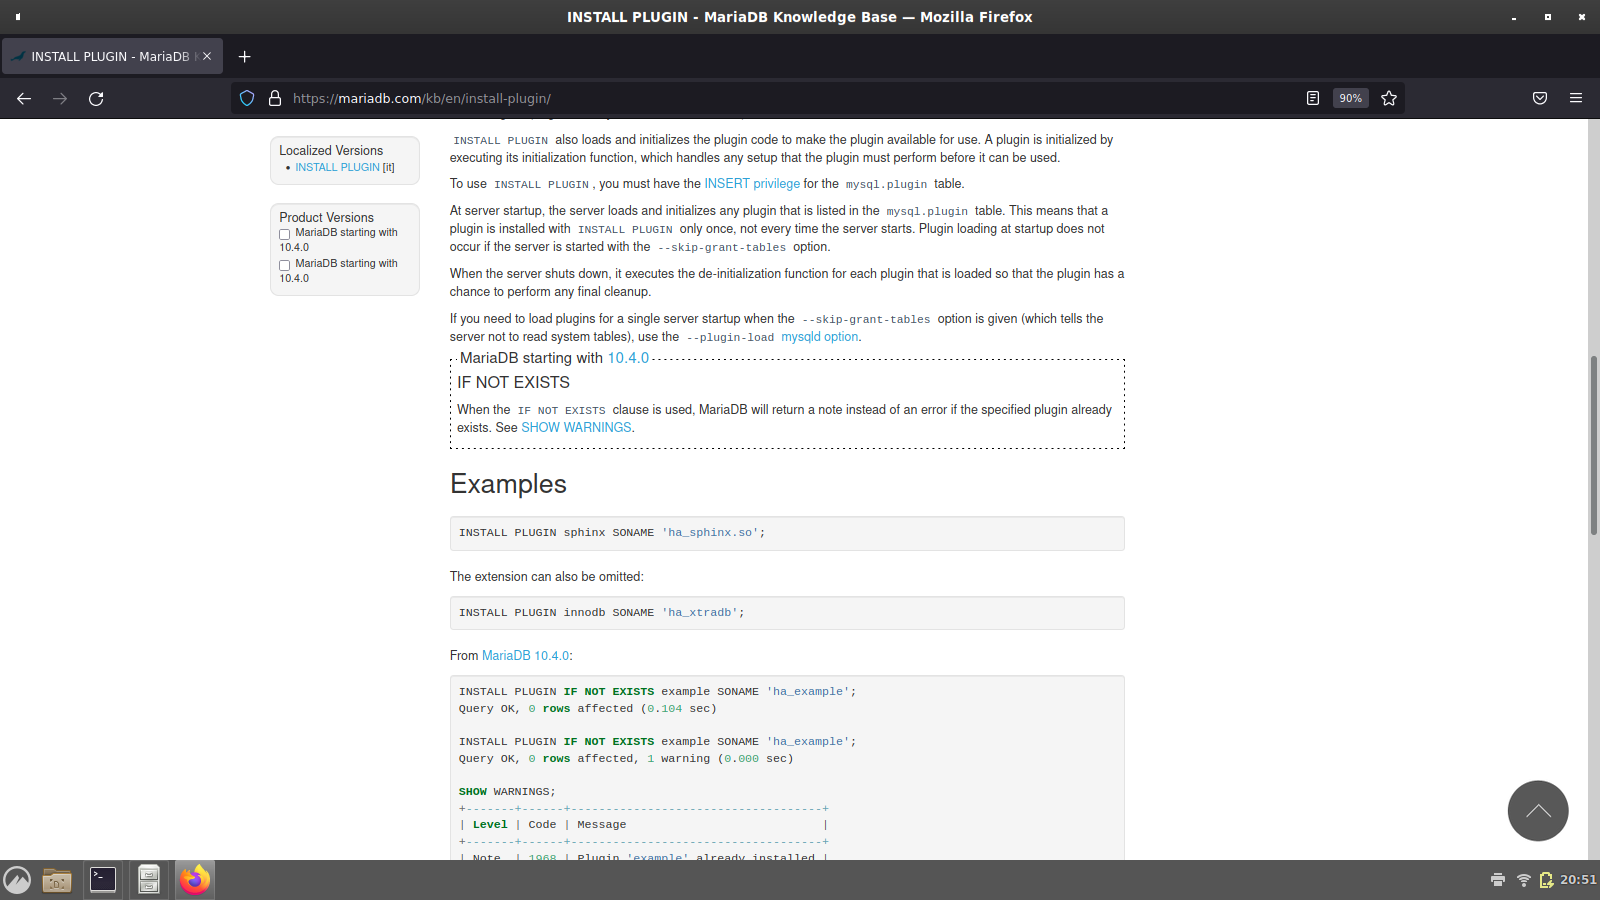 INSTALL PLUGIN - MariaDB Knowledge Base — Mozilla Firefox
INSTALL PLUGIN - MariaDB
https://mariadb.com/kb/en/install-plugin/
90%
Localized Versions
INSTALL PLUGIN [it]
Product Versions
MariaDB starting with
10.4.0
MariaDB starting with
10.4.0
INSTALL PLUGIN also loads and initializes the plugin code to make the plugin available for use. A plugin is initialized by
executing its initialization function, which handles any setup that the plugin must perform before it can be used.
To use INSTALL PLUGIN, you must have the INSERT privilege for the mysql.plugin table.
At server startup, the server loads and initializes any plugin that is listed in the mysql.plugin table. This means that a
plugin is installed with INSTALL PLUGIN only once, not every time the server starts. Plugin loading at startup does not
occur if the server is started with the --skip-grant-tables option.
When the server shuts down, it executes the de-initialization function for each plugin that is loaded so that the plugin has a
chance to perform any final cleanup.
If you need to load plugins for a single server startup when the --skip-grant-tables option is given (which tells the
server not to read system tables), use the --plugin-load mysqld option.
MariaDB starting with 10.4.0
IF NOT EXISTS
When the IF NOT EXISTS clause is used, MariaDB will return a note instead of an error if the specified plugin already
exists. See SHOW WARNINGS.
Examples
INSTALL PLUGIN sphinx SONAME 'ha_sphinx.so';
The extension can also be omitted:
INSTALL PLUGIN innodb SONAME 'ha_xtradb';
From MariaDB 10.4.0:
INSTALL PLUGIN IF NOT EXISTS example SONAME 'ha_example';
Query OK, 0 rows affected (0.104 sec)
INSTALL PLUGIN IF NOT EXISTS example SONAME 'ha_example';
Query OK, 0 rows affected, 1 warning (0.000 sec)
SHOW WARNINGS;
+-------+------+------------------------------------+
| Level | Code | Message                            |
+-------+------+------------------------------------+
| Note  | 1968 | Plugin 'example' already installed |
20:51